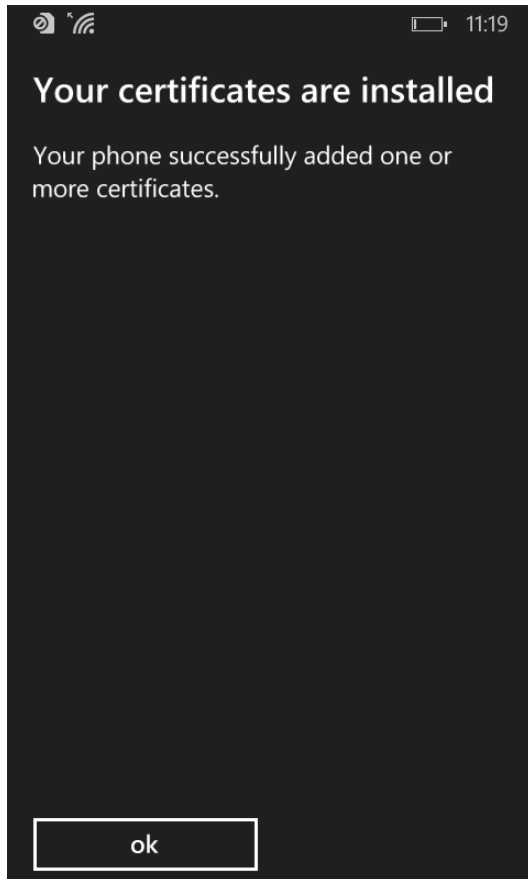 11:19
Your certificates are installed
Your phone successfully added one or
more certificates.
ok